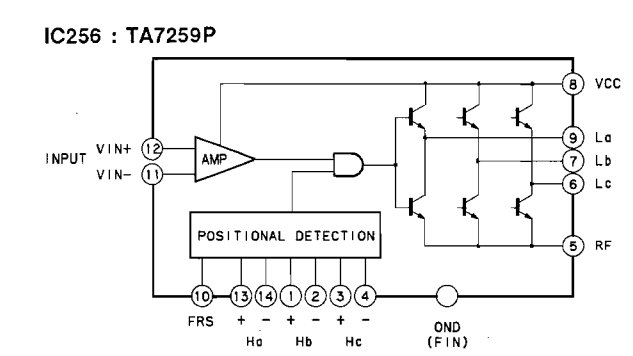 IC256 : TA7259P
8 VCC
INPUT VIN+ 12
VIN- 11
AMP
9 La
7 Lb
6 Lc
POSITIONAL DETECTION
5 RF
10 13 14 1 2 3 4
FRS + - + - + -
Ha Hb Hc
OND
(FIN)